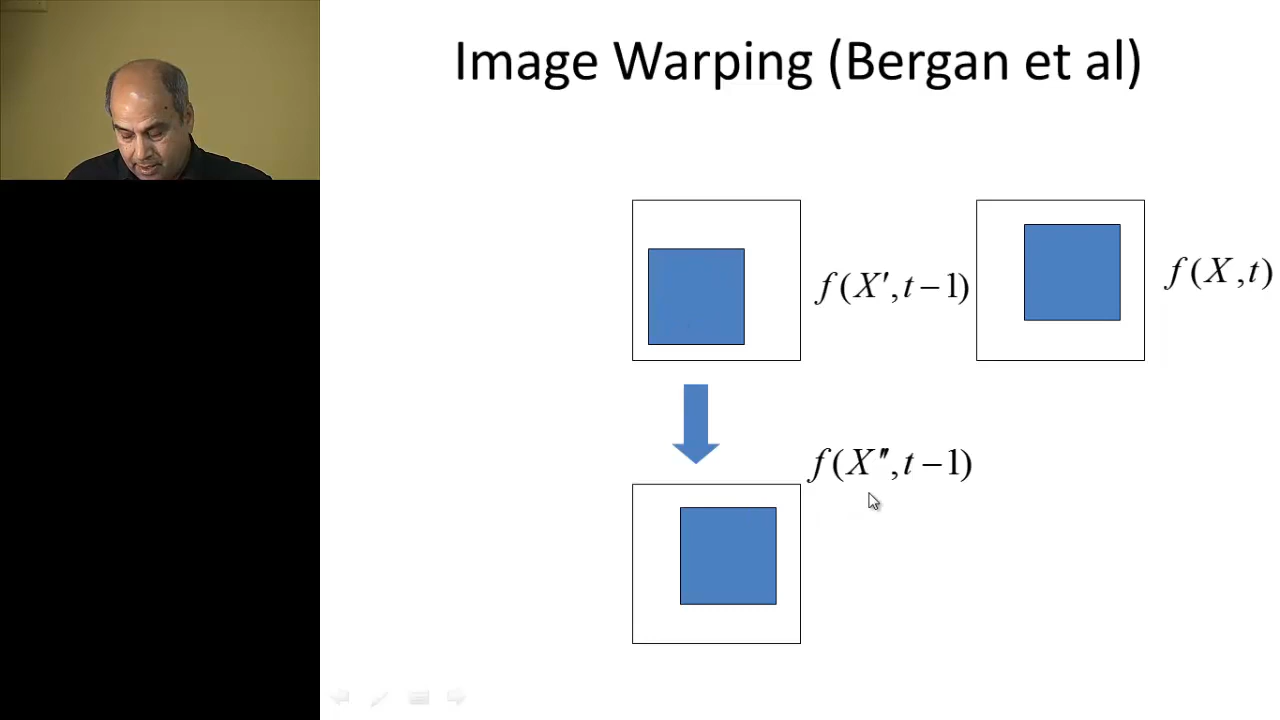 Image Warping (Bergan et al)
f(X′,t−1)
f(X,t)
f(X″,t−1)